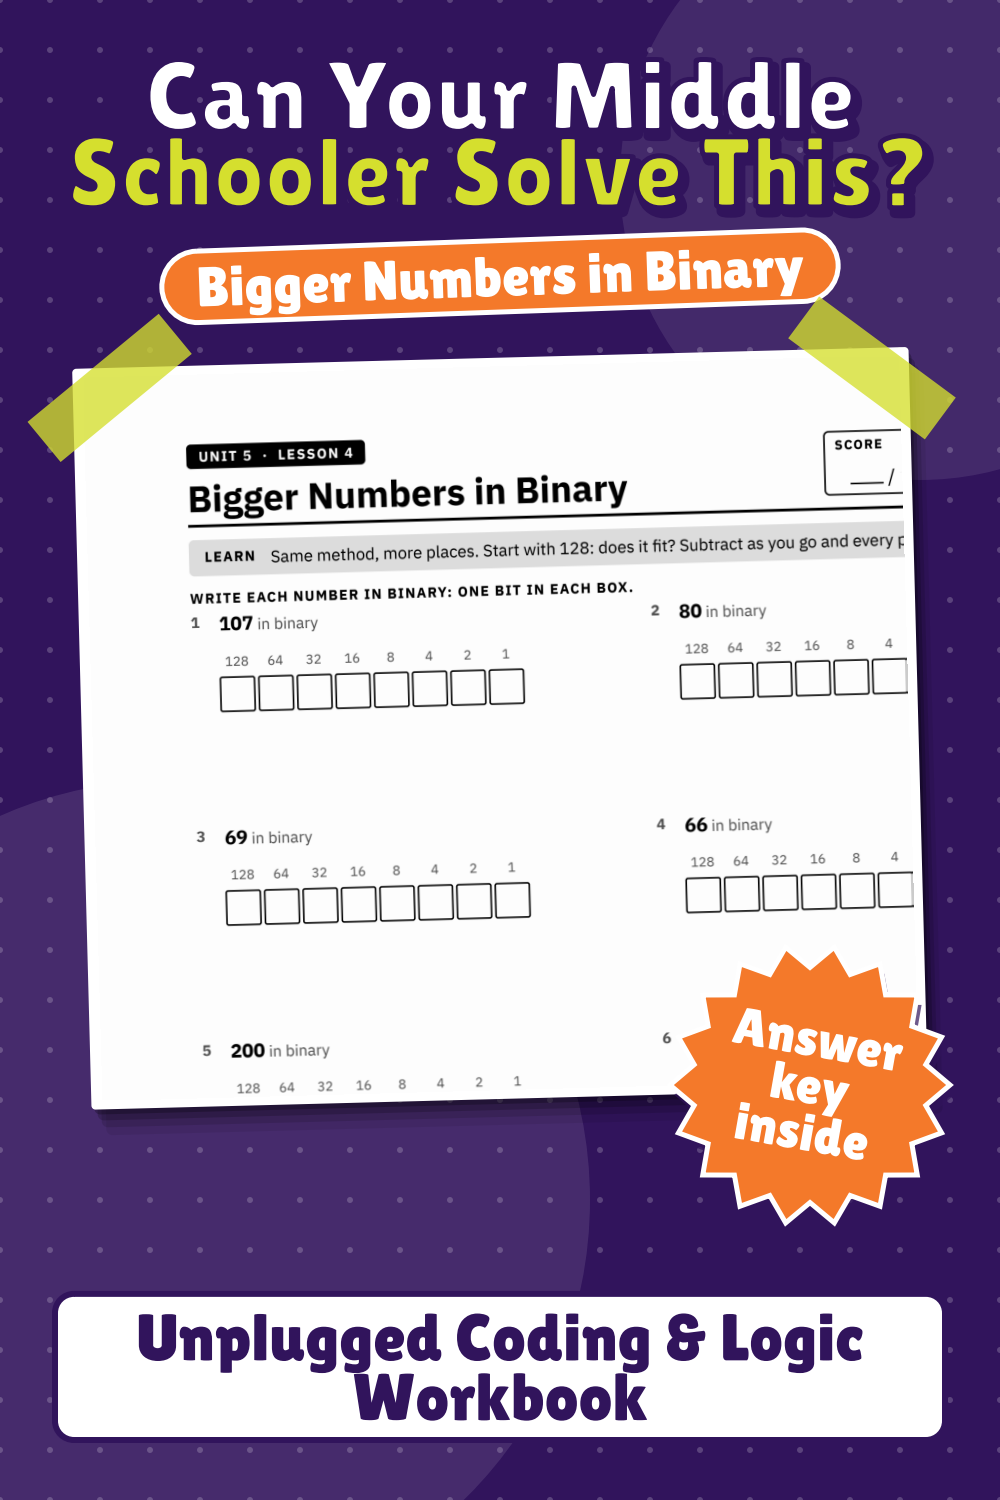 Can Your Middle
Schooler Solve This?
Bigger Numbers in Binary
UNIT 5 · LESSON 4
SCORE
___ /
Bigger Numbers in Binary
LEARN Same method, more places. Start with 128: does it fit? Subtract as you go and every
WRITE EACH NUMBER IN BINARY: ONE BIT IN EACH BOX.
1 107 in binary
128 64 32 16 8 4 2 1
2 80 in binary
128 64 32 16 8 4
3 69 in binary
128 64 32 16 8 4 2 1
4 66 in binary
128 64 32 16 8 4
5 200 in binary
128 64 32 16 8 4 2 1
6
Answer
key
inside
Unplugged Coding & Logic
Workbook